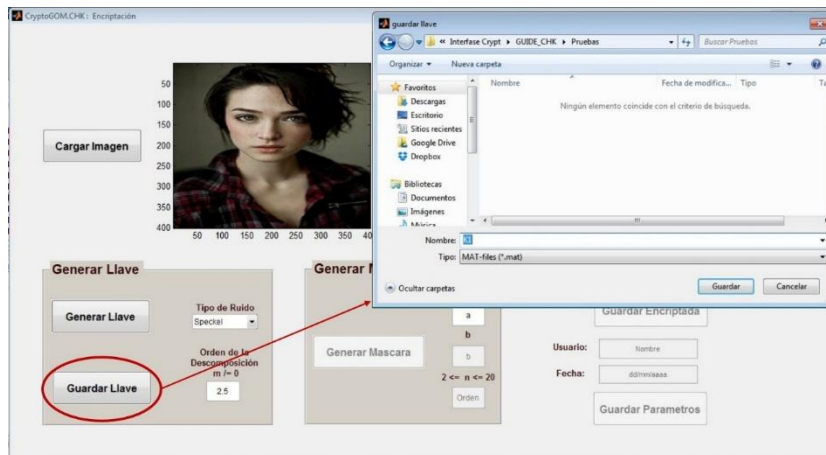 CryptoGOM.CHK : Encriptación
guardar llave
« Interfase Crypt ▸ GUIDE_CHK ▸ Pruebas
Buscar Pruebas
Organizar
Nueva carpeta
Favoritos
Descargas
Escritorio
Sitios recientes
Google Drive
Dropbox
Bibliotecas
Documentos
Imágenes
Música
Nombre
Fecha de modifica...
Tipo
Ta
Ningún elemento coincide con el criterio de búsqueda.
Nombre:
Tipo: MAT-files (*.mat)
Ocultar carpetas
Guardar
Cancelar
Cargar Imagen
50
100
150
200
250
300
350
400
50 100 150 200 250 300 350 40
Generar Llave
Generar Llave
Tipo de Ruido
Speckel
Orden de la
Descomposición
m /= 0
2.5
Guardar Llave
Generar M
Generar Mascara
a
b
b
2 <= n <= 20
Orden
Guardar Encriptada
Usuario: Nombre
Fecha: dd/mm/aaaa
Guardar Parametros